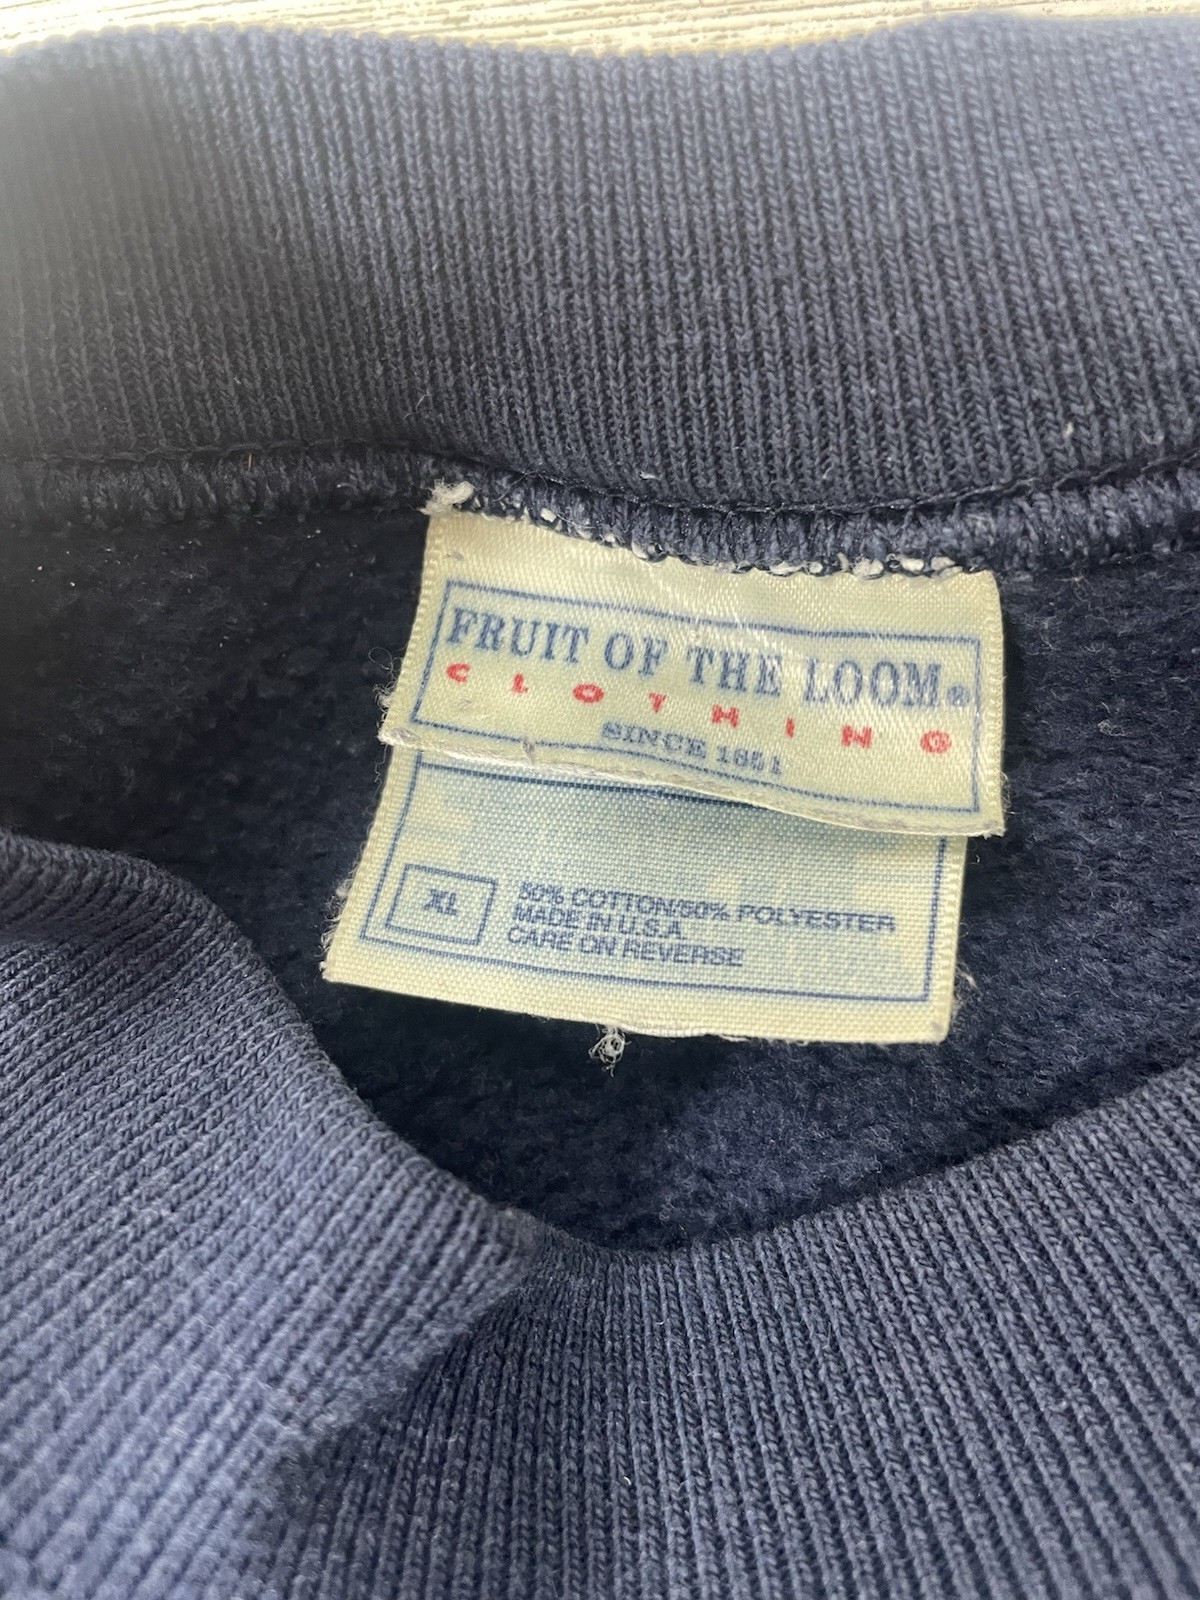 FRUIT OF THE LOOM®
CLOTHING
SINCE 1851
XL
50% COTTON/50% POLYESTER
MADE IN U.S.A.
CARE ON REVERSE